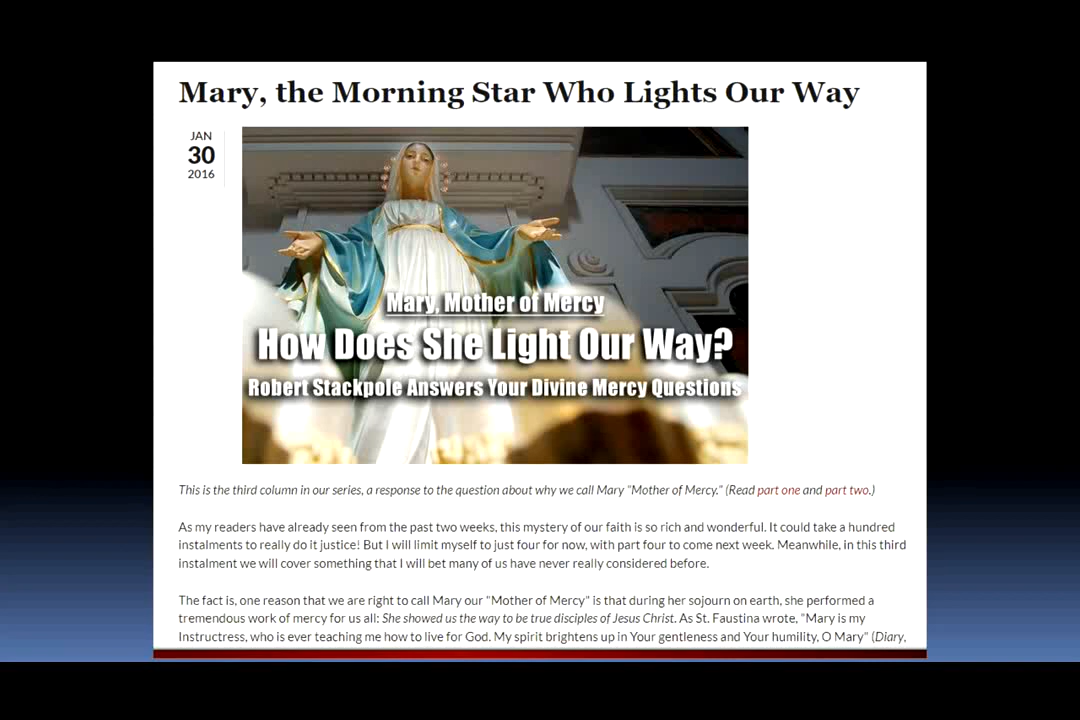 Mary, the Morning Star Who Lights Our Way
JAN
30
2016
Mary, Mother of Mercy
How Does She Light Our Way?
Robert Stackpole Answers Your Divine Mercy Questions
This is the third column in our series, a response to the question about why we call Mary "Mother of Mercy." (Read part one and part two.)
As my readers have already seen from the past two weeks, this mystery of our faith is so rich and wonderful. It could take a hundred
instalments to really do it justice! But I will limit myself to just four for now, with part four to come next week. Meanwhile, in this third
instalment we will cover something that I will bet many of us have never really considered before.
The fact is, one reason that we are right to call Mary our "Mother of Mercy" is that during her sojourn on earth, she performed a
tremendous work of mercy for us all: She showed us the way to be true disciples of Jesus Christ. As St. Faustina wrote, "Mary is my
Instructress, who is ever teaching me how to live for God. My spirit brightens up in Your gentleness and Your humility, O Mary" (Diary,